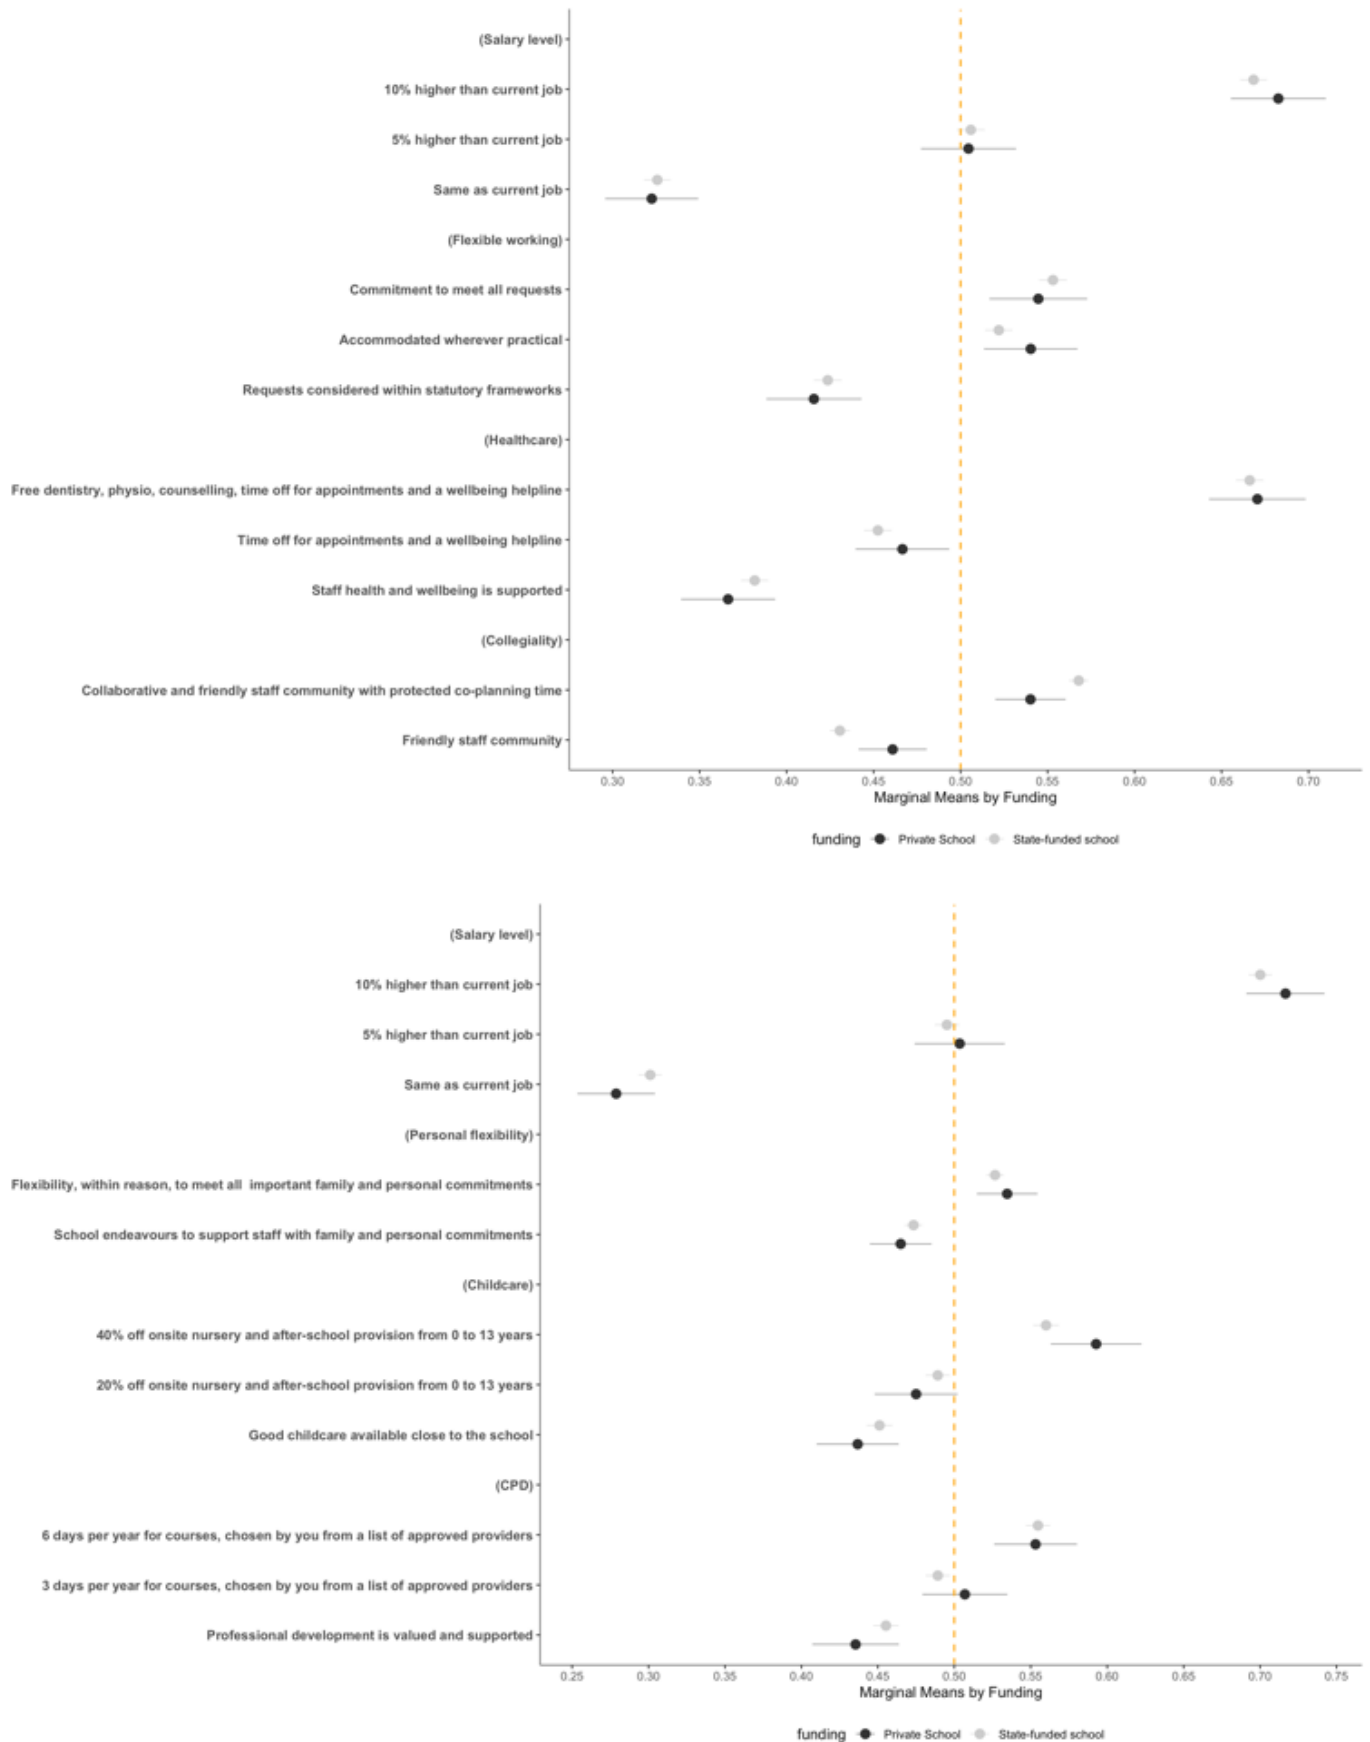 (Salary level)
10% higher than current job
5% higher than current job
Same as current job
(Flexible working)
Commitment to meet all requests
Accommodated wherever practical
Requests considered within statutory frameworks
(Healthcare)
Free dentistry, physio, counselling, time off for appointments and a wellbeing helpline
Time off for appointments and a wellbeing helpline
Staff health and wellbeing is supported
(Collegiality)
Collaborative and friendly staff community with protected co-planning time
Friendly staff community
0.30 0.35 0.40 0.45 0.50 0.55 0.60 0.65 0.70
Marginal Means by Funding
funding Private School State-funded school
(Salary level)
10% higher than current job
5% higher than current job
Same as current job
(Personal flexibility)
Flexibility, within reason, to meet all important family and personal commitments
School endeavours to support staff with family and personal commitments
(Childcare)
40% off onsite nursery and after-school provision from 0 to 13 years
20% off onsite nursery and after-school provision from 0 to 13 years
Good childcare available close to the school
(CPD)
6 days per year for courses, chosen by you from a list of approved providers
3 days per year for courses, chosen by you from a list of approved providers
Professional development is valued and supported
0.25 0.30 0.35 0.40 0.45 0.50 0.55 0.60 0.65 0.70 0.75
Marginal Means by Funding
funding Private School State-funded school